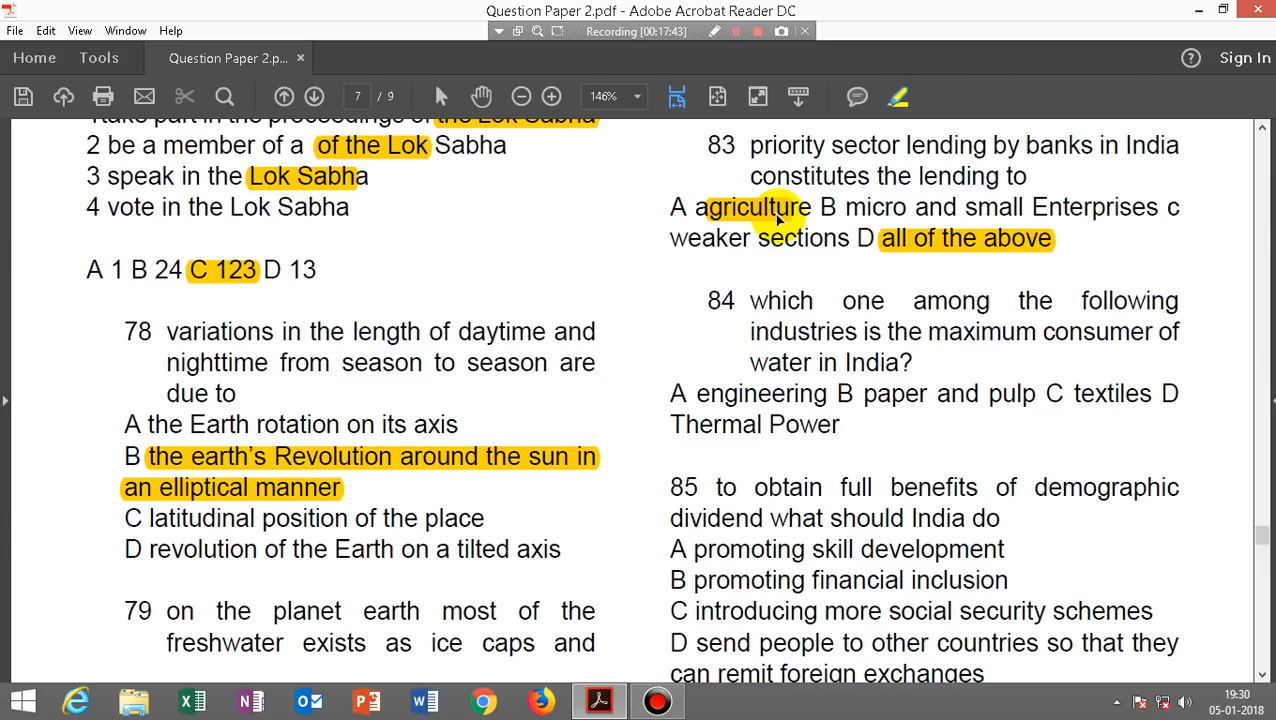 Question Paper 2.pdf - Adobe Acrobat Reader DC
File Edit View Window Help
Recording [00:17:43]
Home Tools Question Paper 2.p... × Sign In
7 / 9 146%
1take part in the proceedings of the Lok Sabha
2 be a member of a of the Lok Sabha
3 speak in the Lok Sabha
4 vote in the Lok Sabha
A 1 B 24 C 123 D 13
78 variations in the length of daytime and
nighttime from season to season are
due to
A the Earth rotation on its axis
B the earth's Revolution around the sun in
an elliptical manner
C latitudinal position of the place
D revolution of the Earth on a tilted axis
79 on the planet earth most of the
freshwater exists as ice caps and
83 priority sector lending by banks in India
constitutes the lending to
A agriculture B micro and small Enterprises c
weaker sections D all of the above
84 which one among the following
industries is the maximum consumer of
water in India?
A engineering B paper and pulp C textiles D
Thermal Power
85 to obtain full benefits of demographic
dividend what should India do
A promoting skill development
B promoting financial inclusion
C introducing more social security schemes
D send people to other countries so that they
can remit foreign exchanges
19:30
05-01-2018